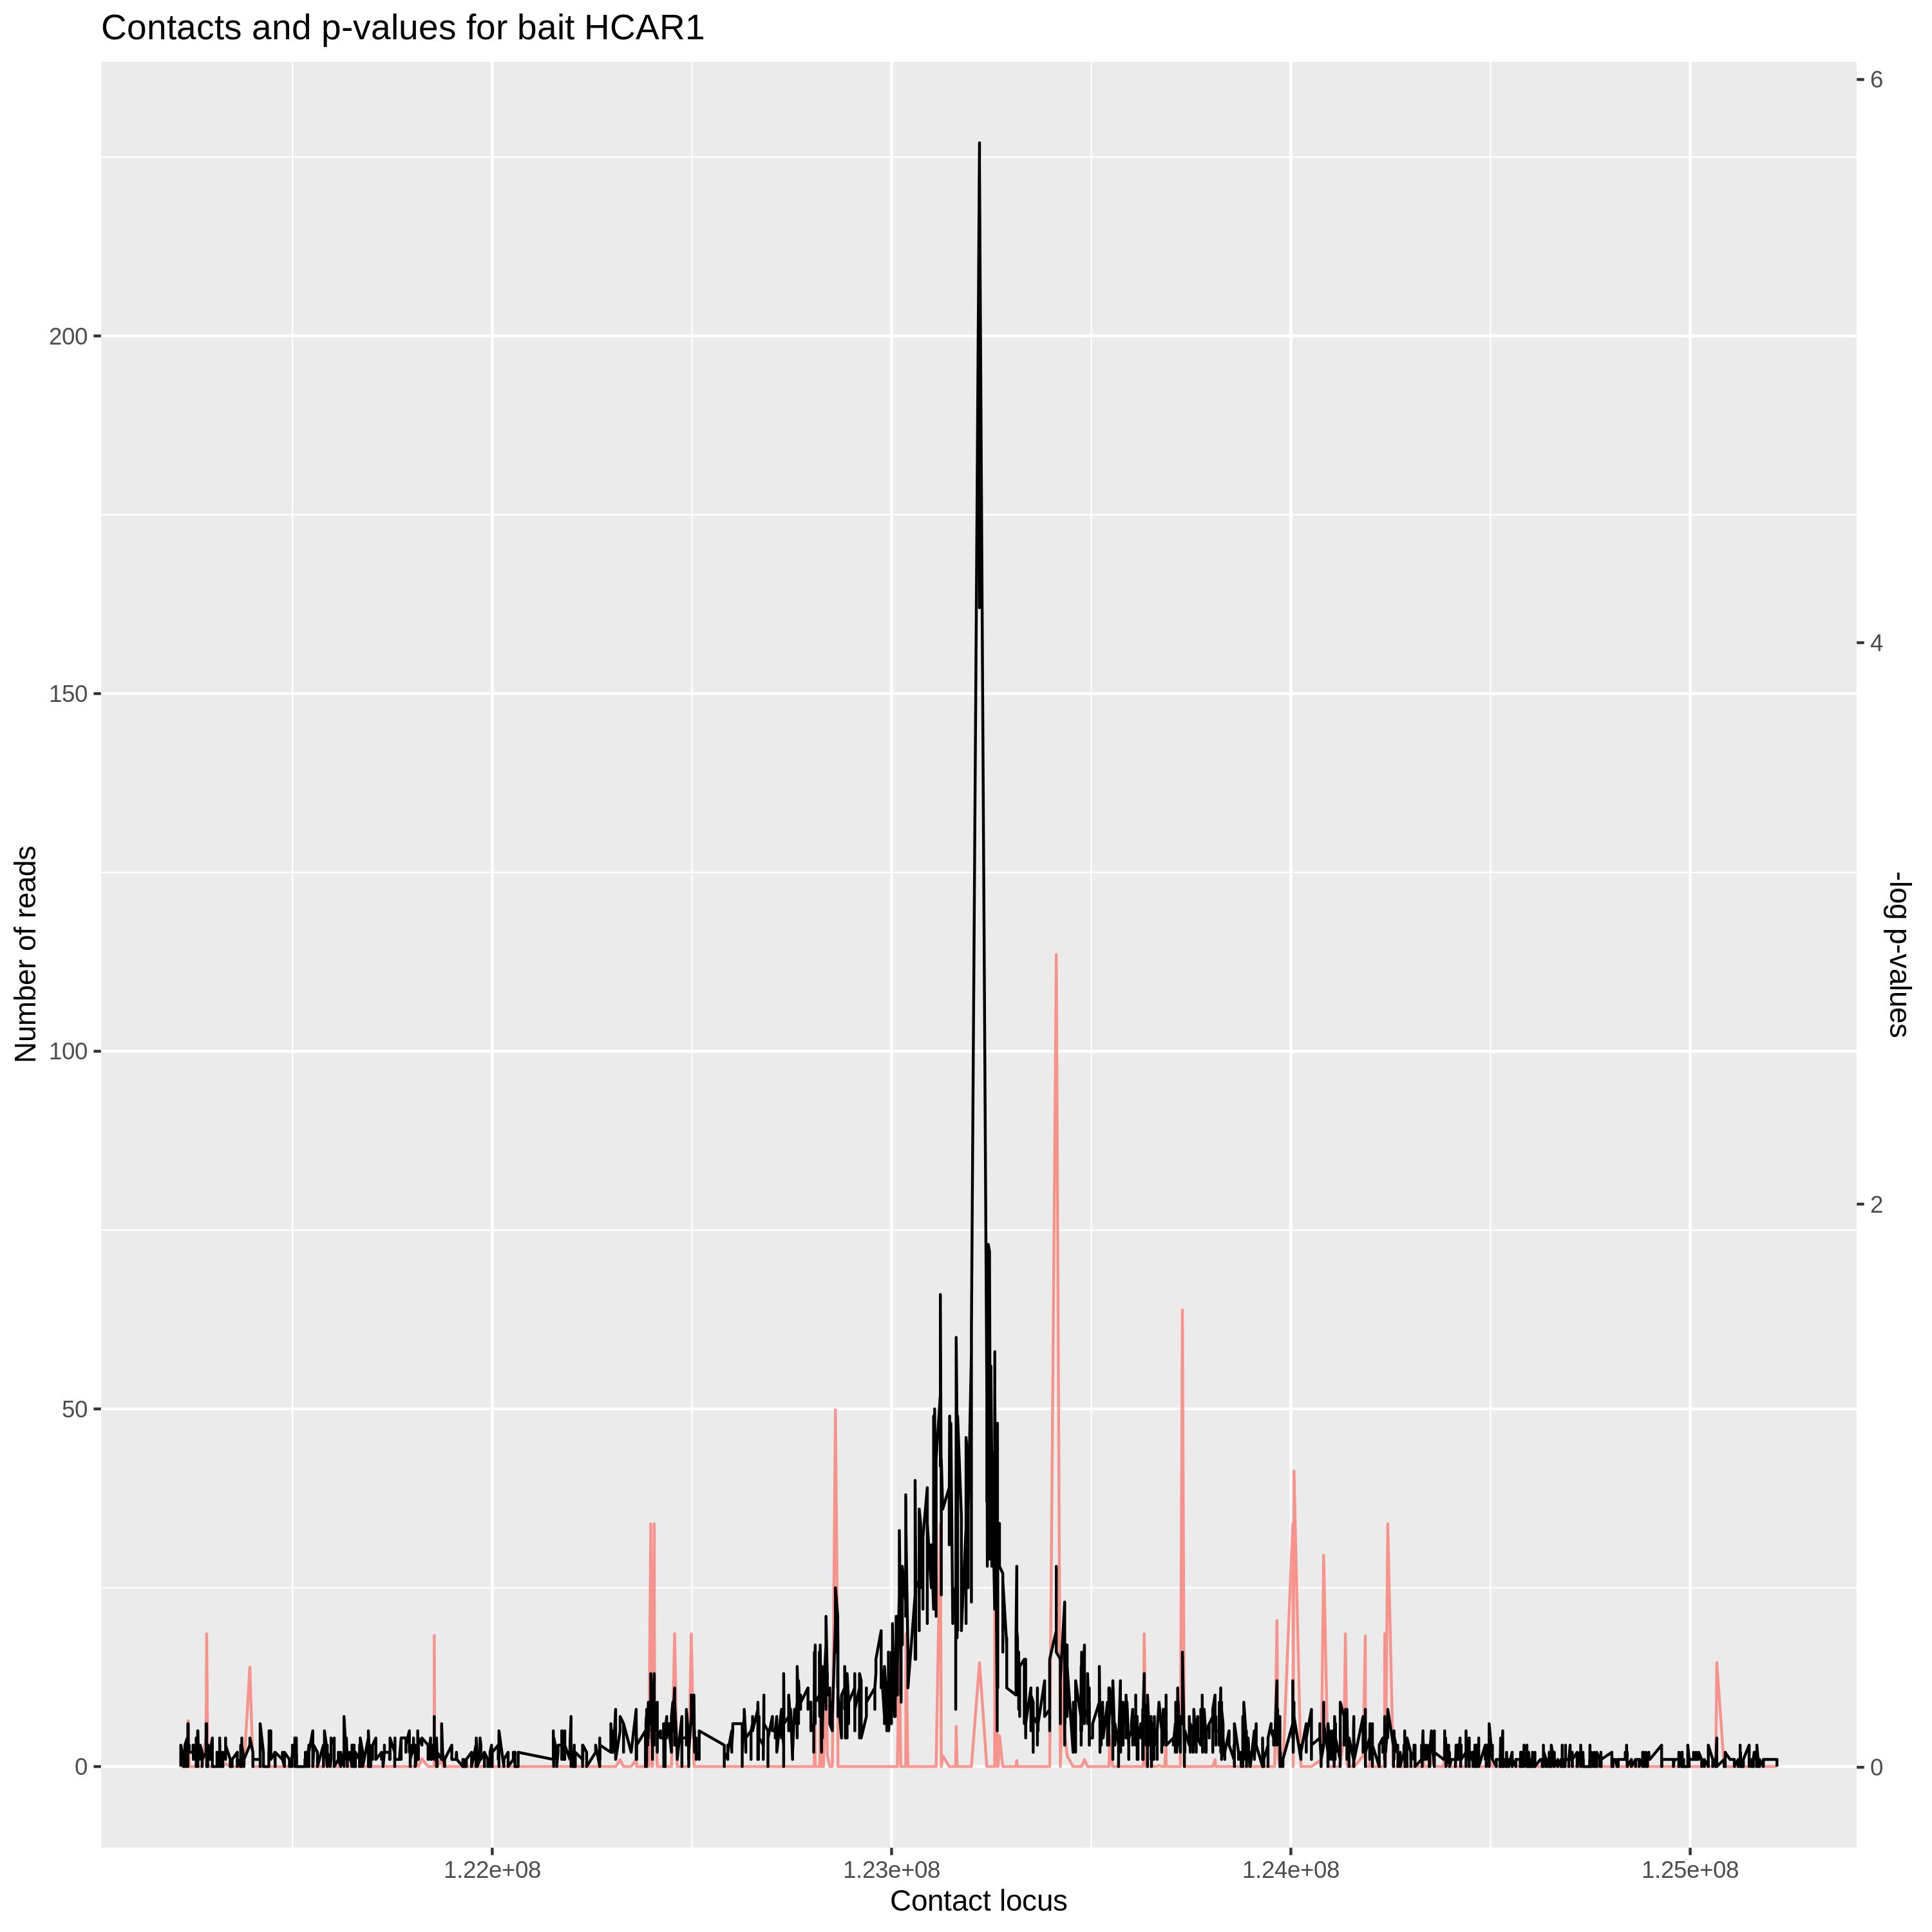 Contacts and p-values for bait HCAR1
6
200
4
150
Number of reads
-log p-values
100
2
50
0
0
1.22e+08
1.23e+08
1.24e+08
1.25e+08
Contact locus